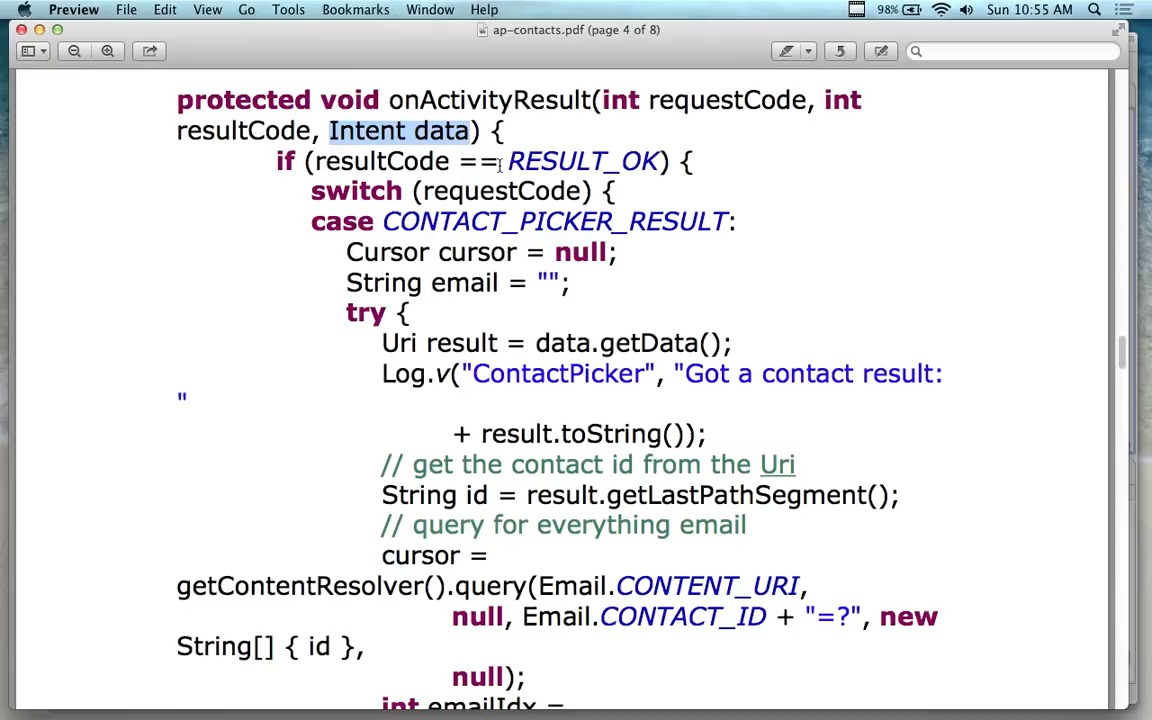 Preview File Edit View Go Tools Bookmarks Window Help 98% Sun 10:55 AM
ap-contacts.pdf (page 4 of 8)
protected void onActivityResult(int requestCode, int
resultCode, Intent data) {
if (resultCode == RESULT_OK) {
switch (requestCode) {
case CONTACT_PICKER_RESULT:
Cursor cursor = null;
String email = "";
try {
Uri result = data.getData();
Log.v("ContactPicker", "Got a contact result:
"
+ result.toString());
// get the contact id from the Uri
String id = result.getLastPathSegment();
// query for everything email
cursor =
getContentResolver().query(Email.CONTENT_URI,
null, Email.CONTACT_ID + "=?", new
String[] { id },
null);
int emailIdx =